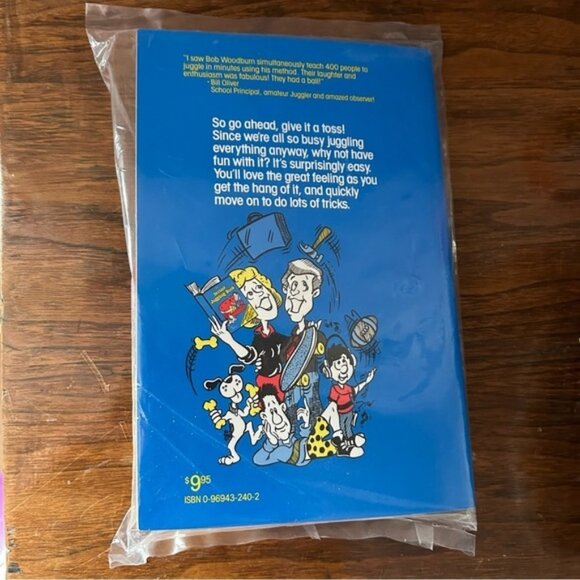 "I saw Bob Woodburn simultaneously teach 400 people to
juggle in minutes using his method. Their laughter and
enthusiasm was fabulous! They had a ball!"
- Bill Oliver
School Principal, amateur Juggler and amazed observer!
So go ahead, give it a toss!
Since we're all so busy juggling
everything anyway, why not have
fun with it? It's surprisingly easy.
You'll love the great feeling as you
get the hang of it, and quickly
move on to do lots of tricks.
$9.95
ISBN 0-96943-240-2